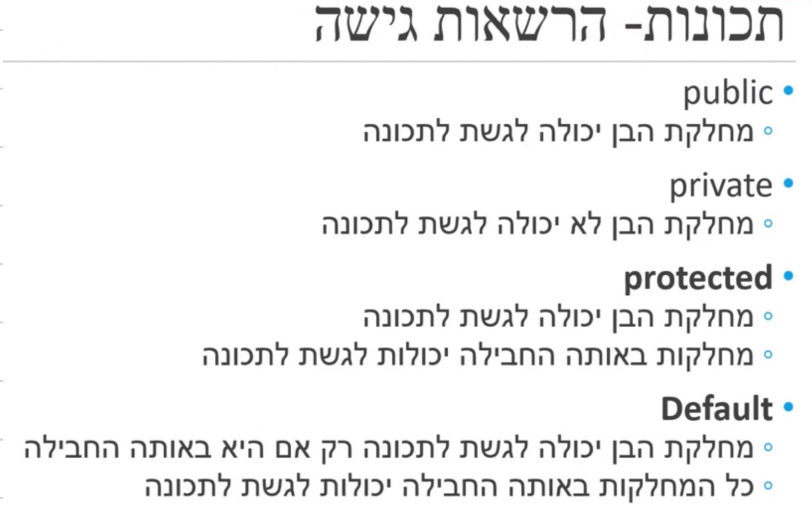 תכונות- הרשאות גישה
• public
◦ מחלקת הבן יכולה לגשת לתכונה
• private
◦ מחלקת הבן לא יכולה לגשת לתכונה
• protected
◦ מחלקת הבן יכולה לגשת לתכונה
◦ מחלקות באותה החבילה יכולות לגשת לתכונה
• Default
◦ מחלקת הבן יכולה לגשת לתכונה רק אם היא באותה החבילה
◦ כל המחלקות באותה החבילה יכולות לגשת לתכונה